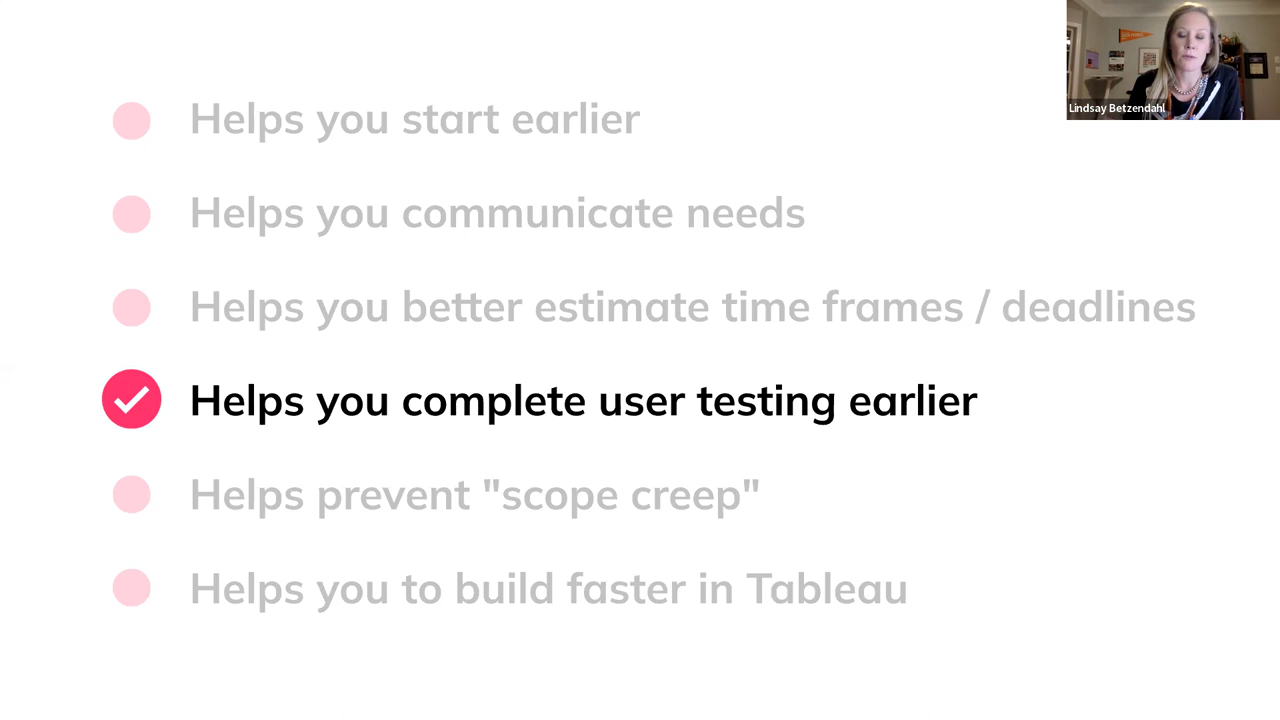 Lindsay Betzendahl
Helps you start earlier
Helps you communicate needs
Helps you better estimate time frames / deadlines
Helps you complete user testing earlier
Helps prevent "scope creep"
Helps you to build faster in Tableau